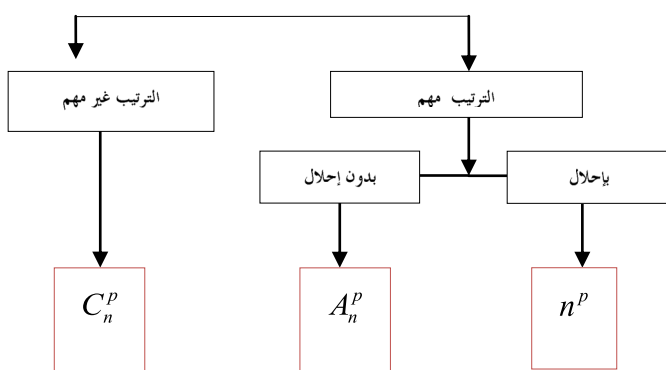 الترتيب مهم
الترتيب غير مهم
بإحلال
بدون إحلال
n^p
A_n^p
C_n^p